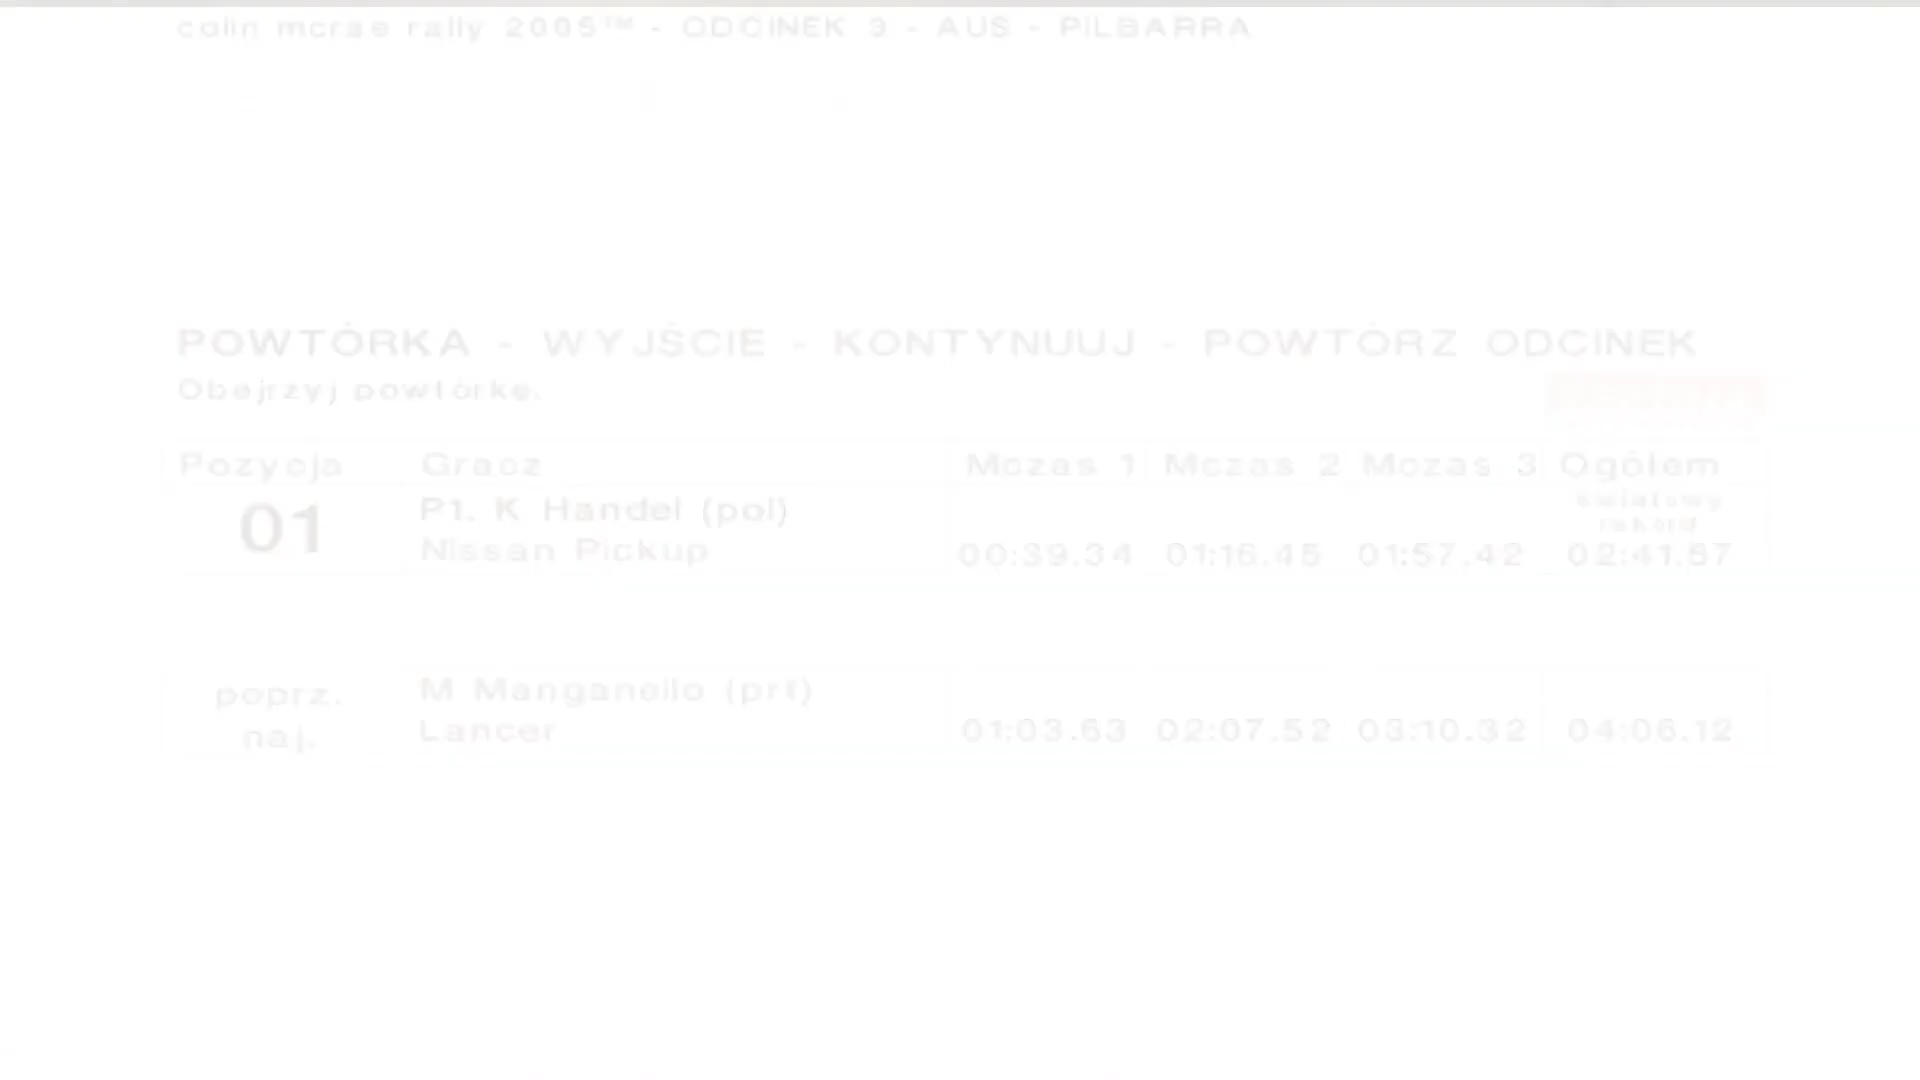 colin mcrae rally 2005™ - ODCINEK 3 - AUS - PILBARRA
POWTÓRKA - WYJŚCIE - KONTYNUUJ - POWTÓRZ ODCINEK
Obejrzyj powtórkę.
Pozycja Gracz Mczas 1 Mczas 2 Mczas 3 Ogółem
01 P1. K Handel (pol) światowy
rekord
Nissan Pickup 00:39.34 01:16.45 01:57.42 02:41.57
poprz. M Manganello (prt)
naj. Lancer 01:03.63 02:07.52 03:10.32 04:06.12